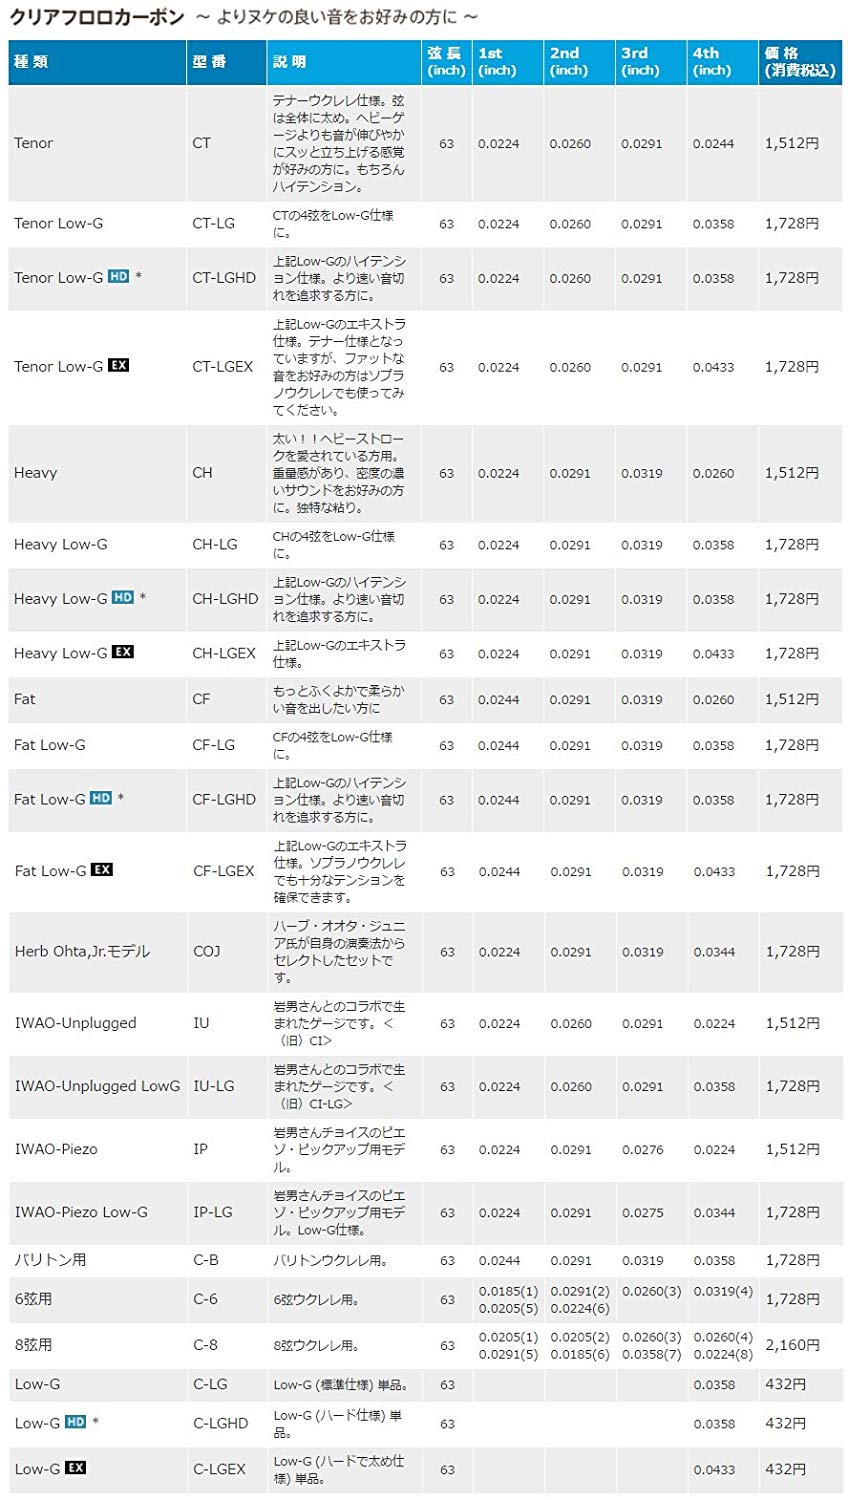 クリアフロロカーボン ～ よりヌケの良い音をお好みの方に ～
種 類 型 番 説 明 弦 長 (inch) 1st (inch) 2nd (inch) 3rd (inch) 4th (inch) 価 格 (消費税込)
Tenor CT テナーウクレレ仕様。弦は全体に太め。ヘビーゲージよりも音が伸びやかにスッと立ち上げる感覚が好みの方に。もちろんハイテンション。 63 0.0224 0.0260 0.0291 0.0244 1,512円
Tenor Low-G CT-LG CTの4弦をLow-G仕様に。 63 0.0224 0.0260 0.0291 0.0358 1,728円
Tenor Low-G HD * CT-LGHD 上記Low-Gのハイテンション仕様。より速い音切れを追求する方に。 63 0.0224 0.0260 0.0291 0.0358 1,728円
Tenor Low-G EX CT-LGEX 上記Low-Gのエキストラ仕様。テナー仕様となっていますが、ファットな音をお好みの方はソプラノウクレレでも使ってみてください。 63 0.0224 0.0260 0.0291 0.0433 1,728円
Heavy CH 太い！！ヘビーストロークを愛されている方用。重量感があり、密度の濃いサウンドをお好みの方に。独特な粘り。 63 0.0224 0.0291 0.0319 0.0260 1,512円
Heavy Low-G CH-LG CHの4弦をLow-G仕様に。 63 0.0224 0.0291 0.0319 0.0358 1,728円
Heavy Low-G HD * CH-LGHD 上記Low-Gのハイテンション仕様。より速い音切れを追求する方に。 63 0.0224 0.0291 0.0319 0.0358 1,728円
Heavy Low-G EX CH-LGEX 上記Low-Gのエキストラ仕様。 63 0.0224 0.0291 0.0319 0.0433 1,728円
Fat CF もっとふくよかで柔らかい音を出したい方に 63 0.0244 0.0291 0.0319 0.0260 1,512円
Fat Low-G CF-LG CFの4弦をLow-G仕様に。 63 0.0244 0.0291 0.0319 0.0358 1,728円
Fat Low-G HD * CF-LGHD 上記Low-Gのハイテンション仕様。より速い音切れを追求する方に。 63 0.0244 0.0291 0.0319 0.0358 1,728円
Fat Low-G EX CF-LGEX 上記Low-Gのエキストラ仕様。ソプラノウクレレでも十分なテンションを確保できます。 63 0.0244 0.0291 0.0319 0.0433 1,728円
Herb Ohta,Jr.モデル COJ ハーブ・オオタ・ジュニア氏が自身の演奏法からセレクトしたセットです。 63 0.0224 0.0291 0.0319 0.0344 1,728円
IWAO-Unplugged IU 岩男さんとのコラボで生まれたゲージです。＜（旧）CI＞ 63 0.0224 0.0260 0.0291 0.0224 1,512円
IWAO-Unplugged LowG IU-LG 岩男さんとのコラボで生まれたゲージです。＜（旧）CI-LG＞ 63 0.0224 0.0260 0.0291 0.0358 1,728円
IWAO-Piezo IP 岩男さんチョイスのピエゾ・ピックアップ用モデル。 63 0.0224 0.0291 0.0276 0.0224 1,512円
IWAO-Piezo Low-G IP-LG 岩男さんチョイスのピエゾ・ピックアップ用モデル。Low-G仕様。 63 0.0224 0.0291 0.0275 0.0344 1,728円
バリトン用 C-B バリトンウクレレ用。 63 0.0244 0.0291 0.0319 0.0358 1,728円
6弦用 C-6 6弦ウクレレ用。 63 0.0185(1) 0.0205(5) 0.0291(2) 0.0224(6) 0.0260(3) 0.0319(4) 1,728円
8弦用 C-8 8弦ウクレレ用。 63 0.0205(1) 0.0291(5) 0.0205(2) 0.0185(6) 0.0260(3) 0.0358(7) 0.0260(4) 0.0224(8) 2,160円
Low-G C-LG Low-G (標準仕様) 単品。 63 0.0358 432円
Low-G HD * C-LGHD Low-G (ハード仕様) 単品。 63 0.0358 432円
Low-G EX C-LGEX Low-G (ハードで太め仕様) 単品。 63 0.0433 432円